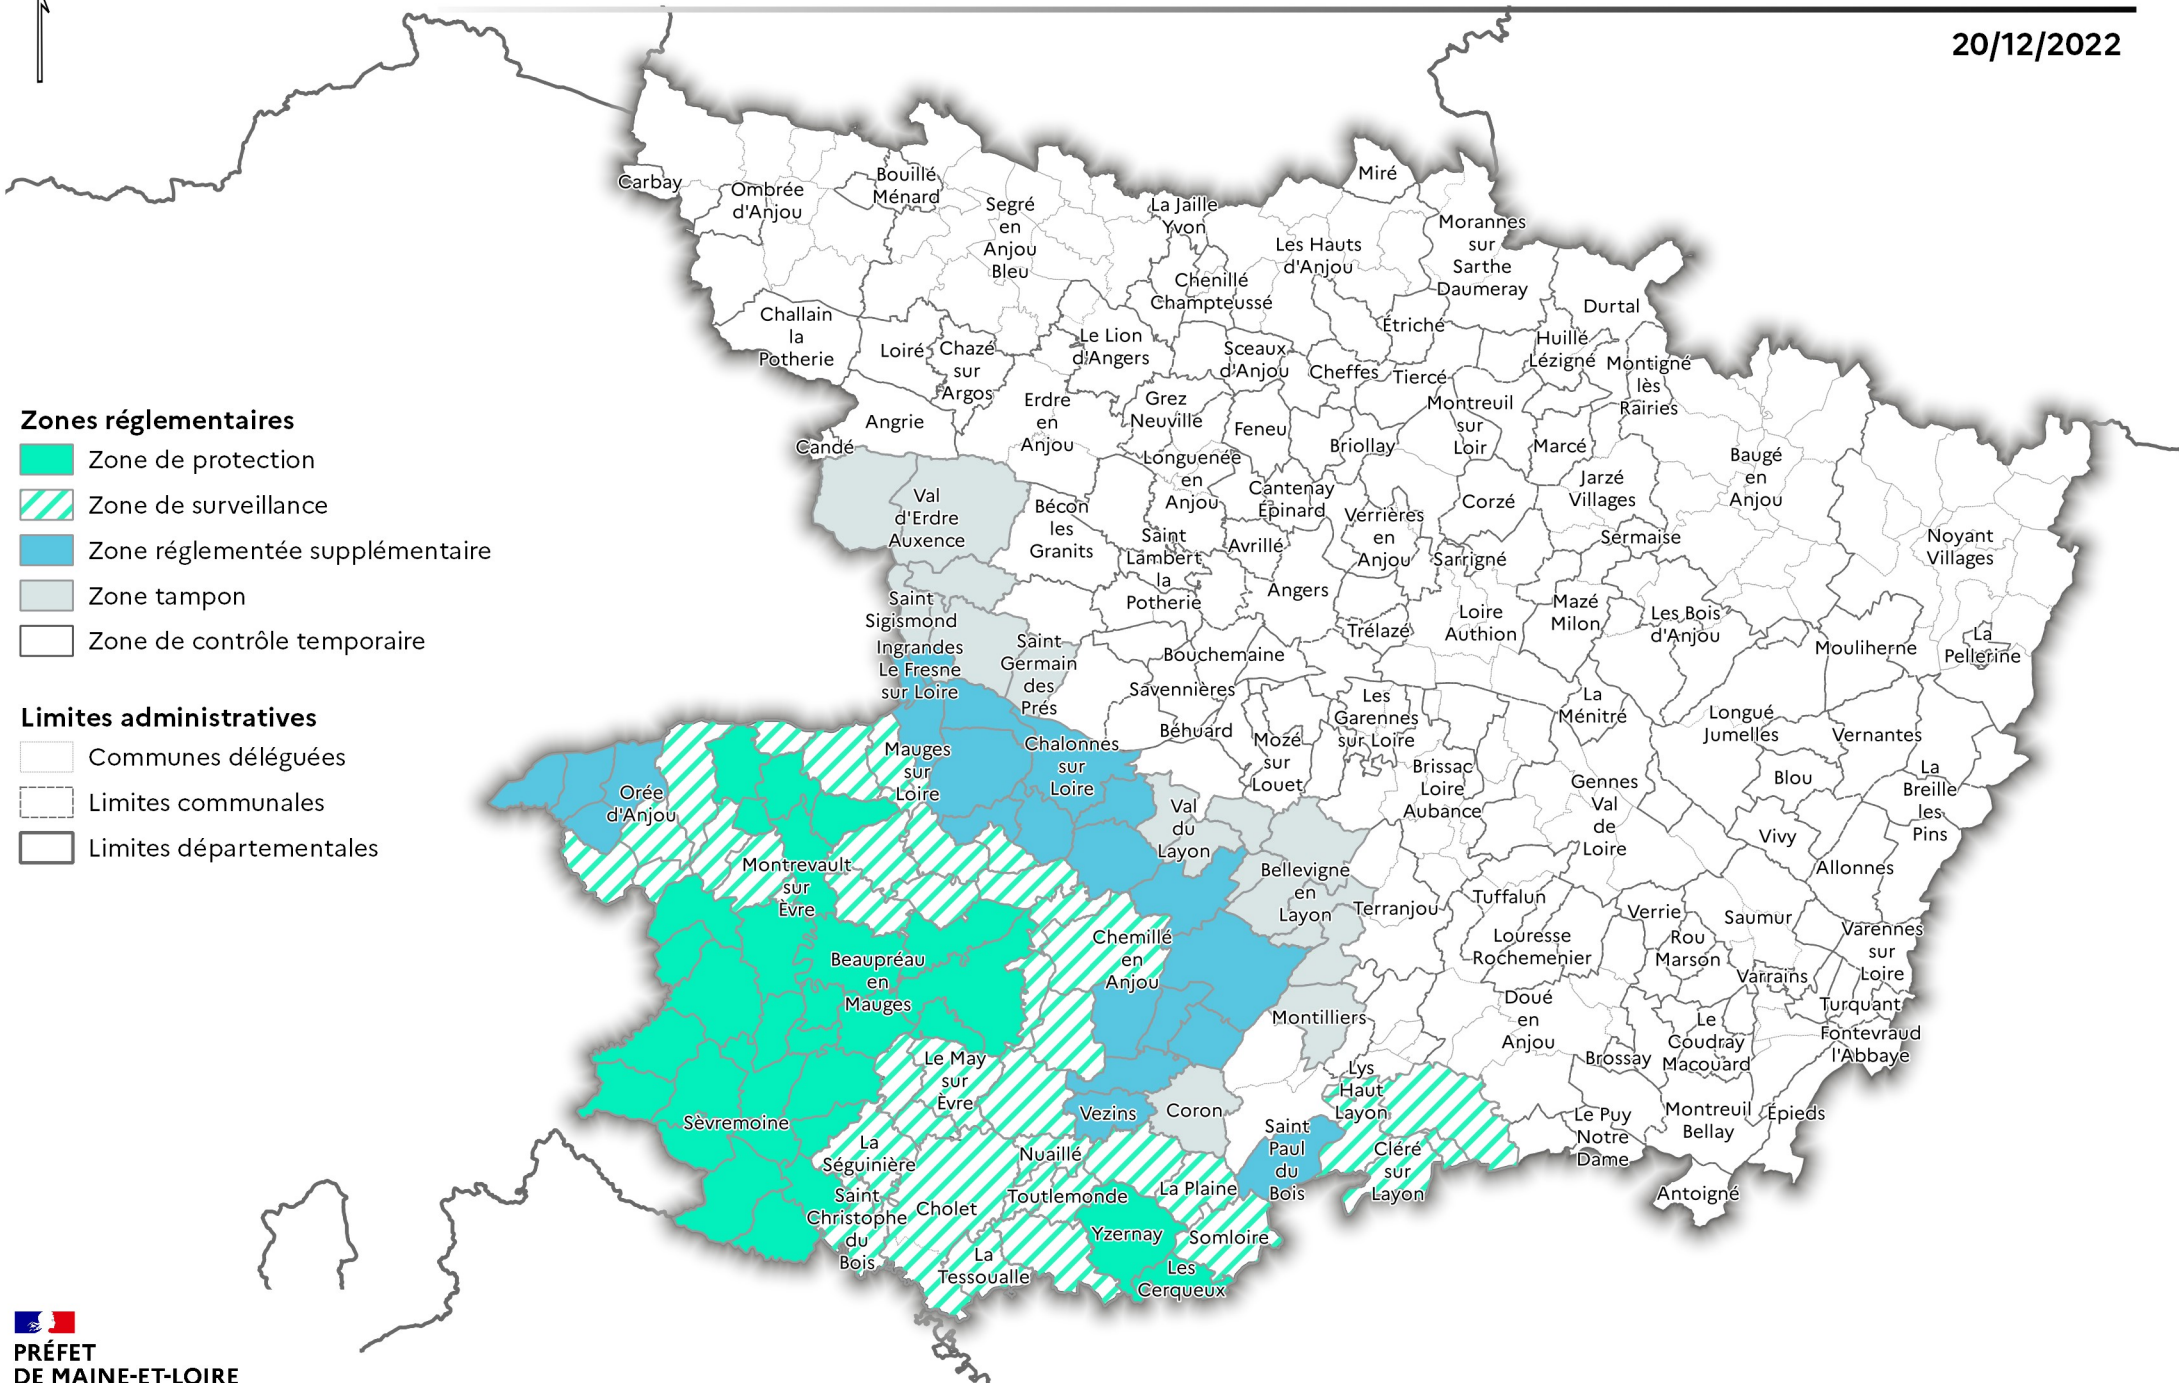 20/12/2022
Zones réglementaires
Zone de protection
Zone de surveillance
Zone réglementée supplémentaire
Zone tampon
Zone de contrôle temporaire
Limites administratives
Communes déléguées
Limites communales
Limites départementales
Carbay
Ombrée
d'Anjou
Bouillé
Ménard
Segré
en
Anjou
Bleu
La Jaille
Yvon
Miré
Les Hauts
d'Anjou
Morannes
sur
Sarthe
Daumeray
Chenillé
Champteussé
Durtal
Challain
la
Potherie
Loiré
Chazé
sur
Argos
Le Lion
d'Angers
Sceaux
d'Anjou
Étriché
Cheffes
Tiercé
Huillé
Lézigné
Montigné
lès
Rairies
Angrie
Candé
Erdre
en
Anjou
Grez
Neuville
Feneu
Briollay
Montreuil
sur
Loir
Marcé
Jarzé
Villages
Baugé
en
Anjou
Longuenée
en
Anjou
Cantenay
Épinard
Verrières
en
Anjou
Corzé
Sermaise
Noyant
Villages
Val
d'Erdre
Auxence
Bécon
les
Granits
Saint
Lambert
la
Potherie
Avrillé
Angers
Sarrigné
Saint
Sigismond
Ingrandes
Le Fresne
sur Loire
Saint
Germain
des
Prés
Bouchemaine
Trélazé
Loire
Authion
Mazé
Milon
Les Bois
d'Anjou
Mouliherne
La
Pellerine
Savennières
Béhuard
Mozé
sur
Louet
Les
Garennes
sur Loire
La
Ménitré
Longué
Jumelles
Vernantes
Mauges
sur
Loire
Chalonnes
sur
Loire
Orée
d'Anjou
Val
du
Layon
Brissac
Loire
Aubance
Gennes
Val
de
Loire
Blou
La
Breille
les
Pins
Vivy
Allonnes
Montrevault
sur
Èvre
Bellevigne
en
Layon
Terranjou
Tuffalun
Verrie
Saumur
Varennes
sur
Loire
Louresse
Rochemenier
Rou
Marson
Varrains
Beaupréau
en
Mauges
Chemillé
en
Anjou
Montilliers
Doué
en
Anjou
Turquant
Le
Coudray
Macouard
Fontevraud
l'Abbaye
Brossay
Le May
sur
Èvre
Lys
Haut
Layon
Vezins
Coron
Sèvremoine
Saint
Paul
du
Bois
Le Puy
Notre
Dame
Montreuil
Bellay
Épieds
La
Séguinière
Nuaillé
Cléré
sur
Layon
Antoigné
Saint
Christophe
du
Bois
Cholet
Toutlemonde
La Plaine
Yzernay
Somloire
La
Tessoualle
Les
Cerqueux
PRÉFET
DE MAINE-ET-LOIRE